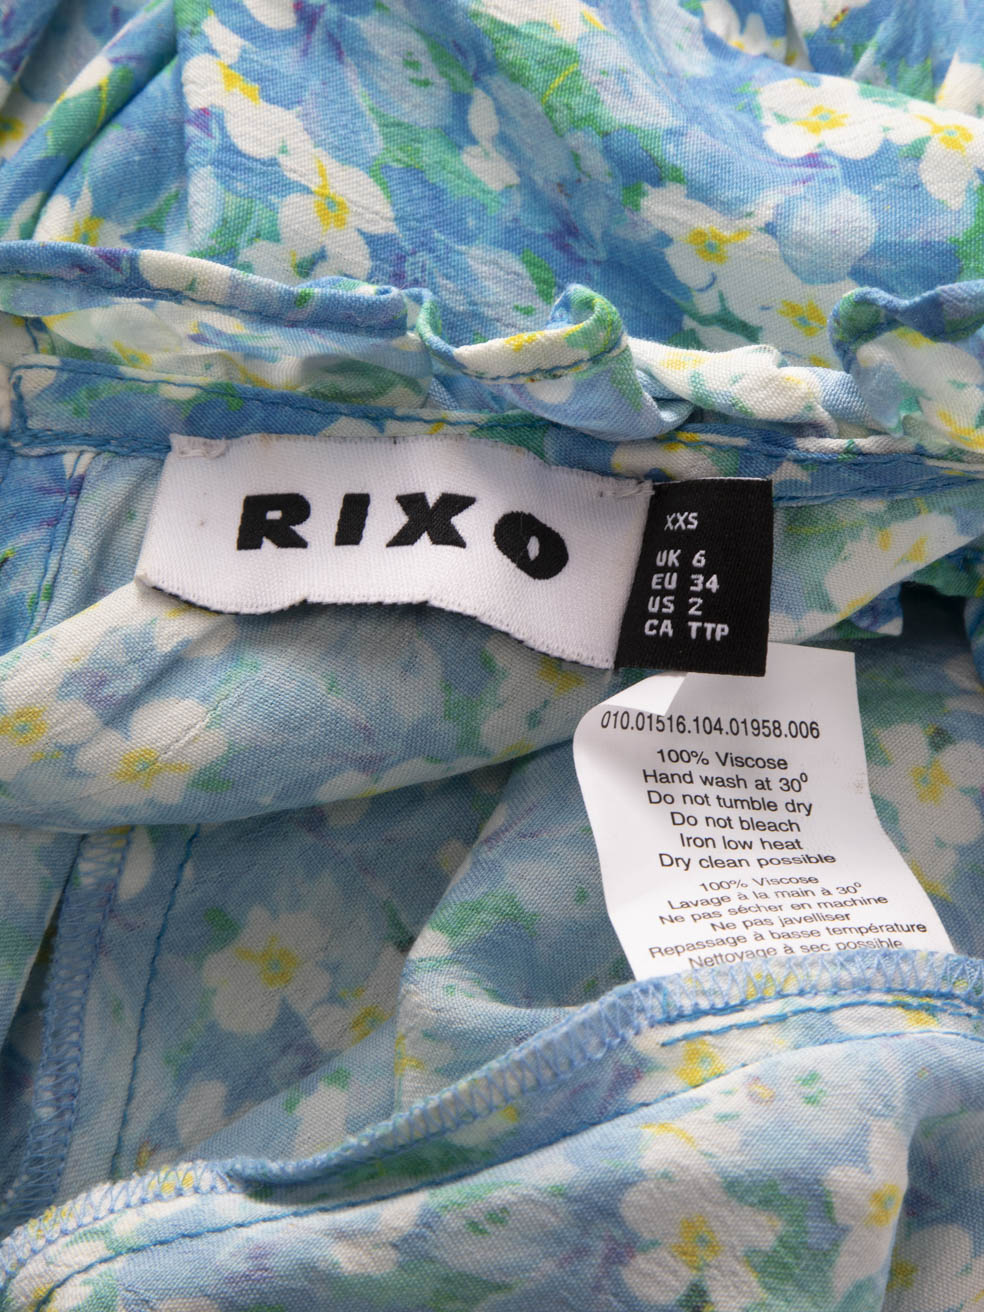 RIXO
XXS
UK 6
EU 34
US 2
CA TTP
010.01516.104.01958.006
100% Viscose
Hand wash at 30º
Do not tumble dry
Do not bleach
Iron low heat
Dry clean possible
100% Viscose
Lavage à la main à 30º
Ne pas sécher en machine
Ne pas javelliser
Repassage à basse température
Nettoyage à sec possible